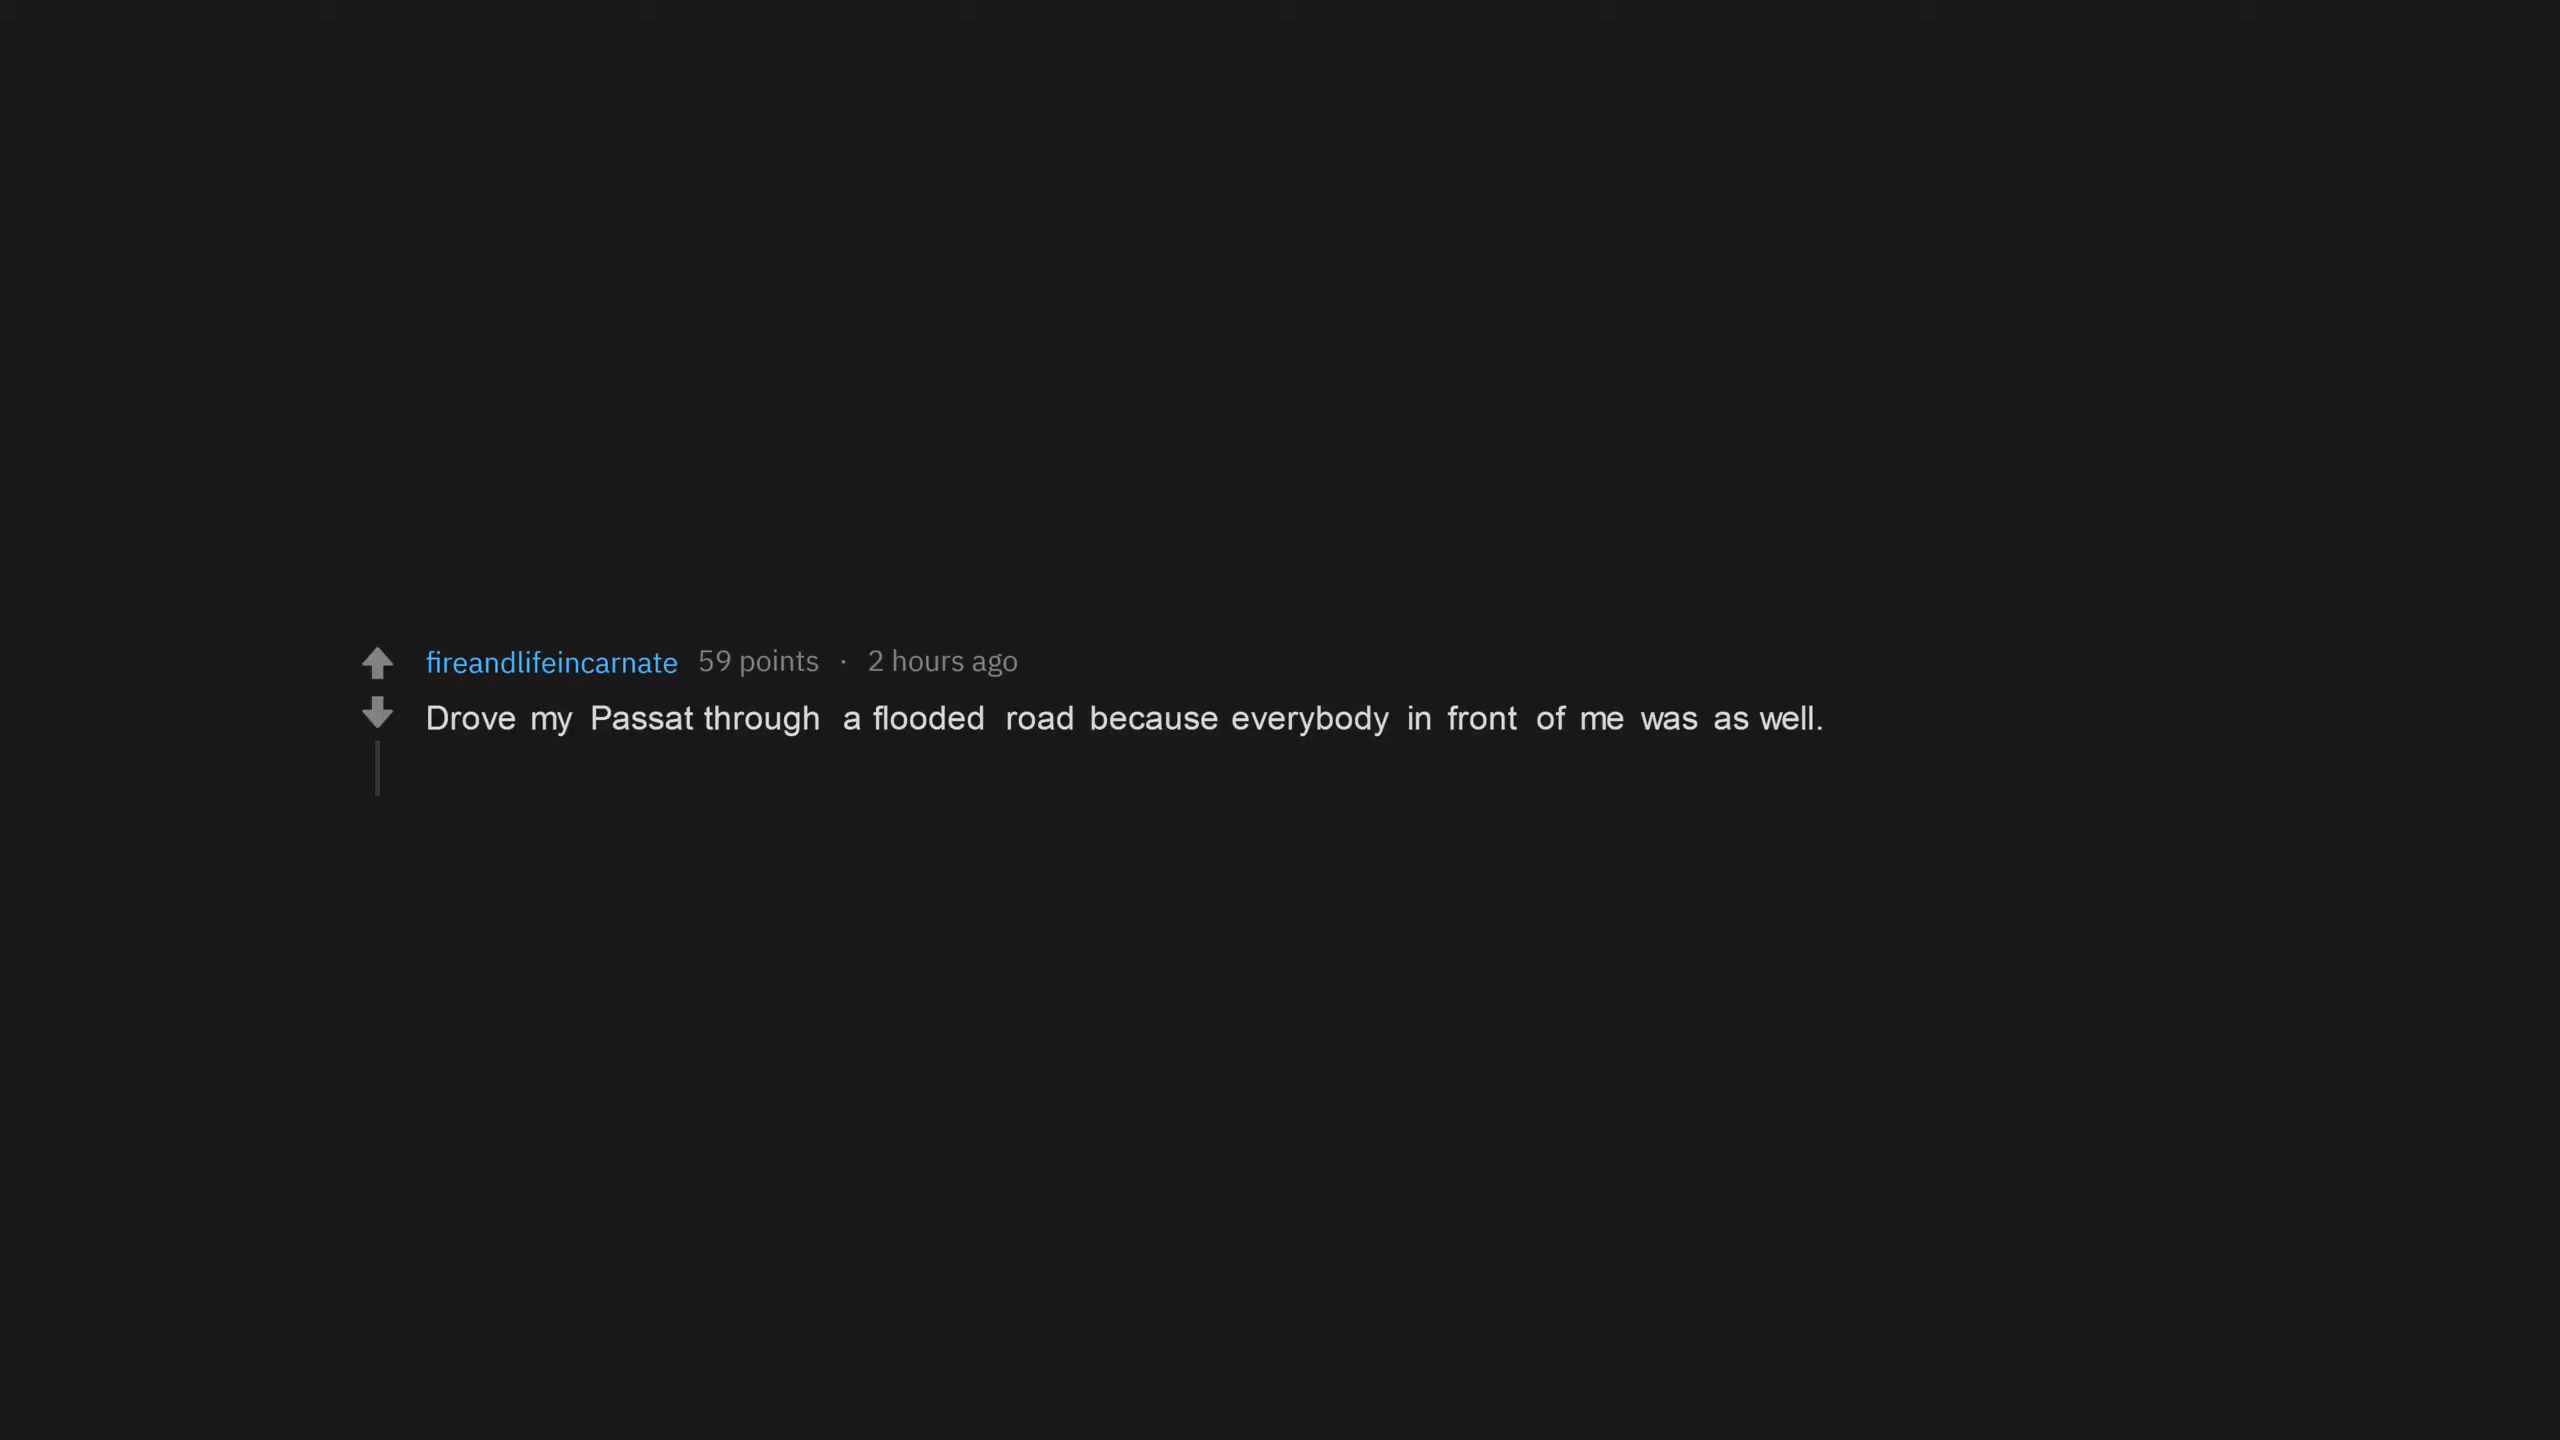 fireandlifeincarnate 59 points · 2 hours ago
Drove my Passat through a flooded road because everybody in front of me was as well.